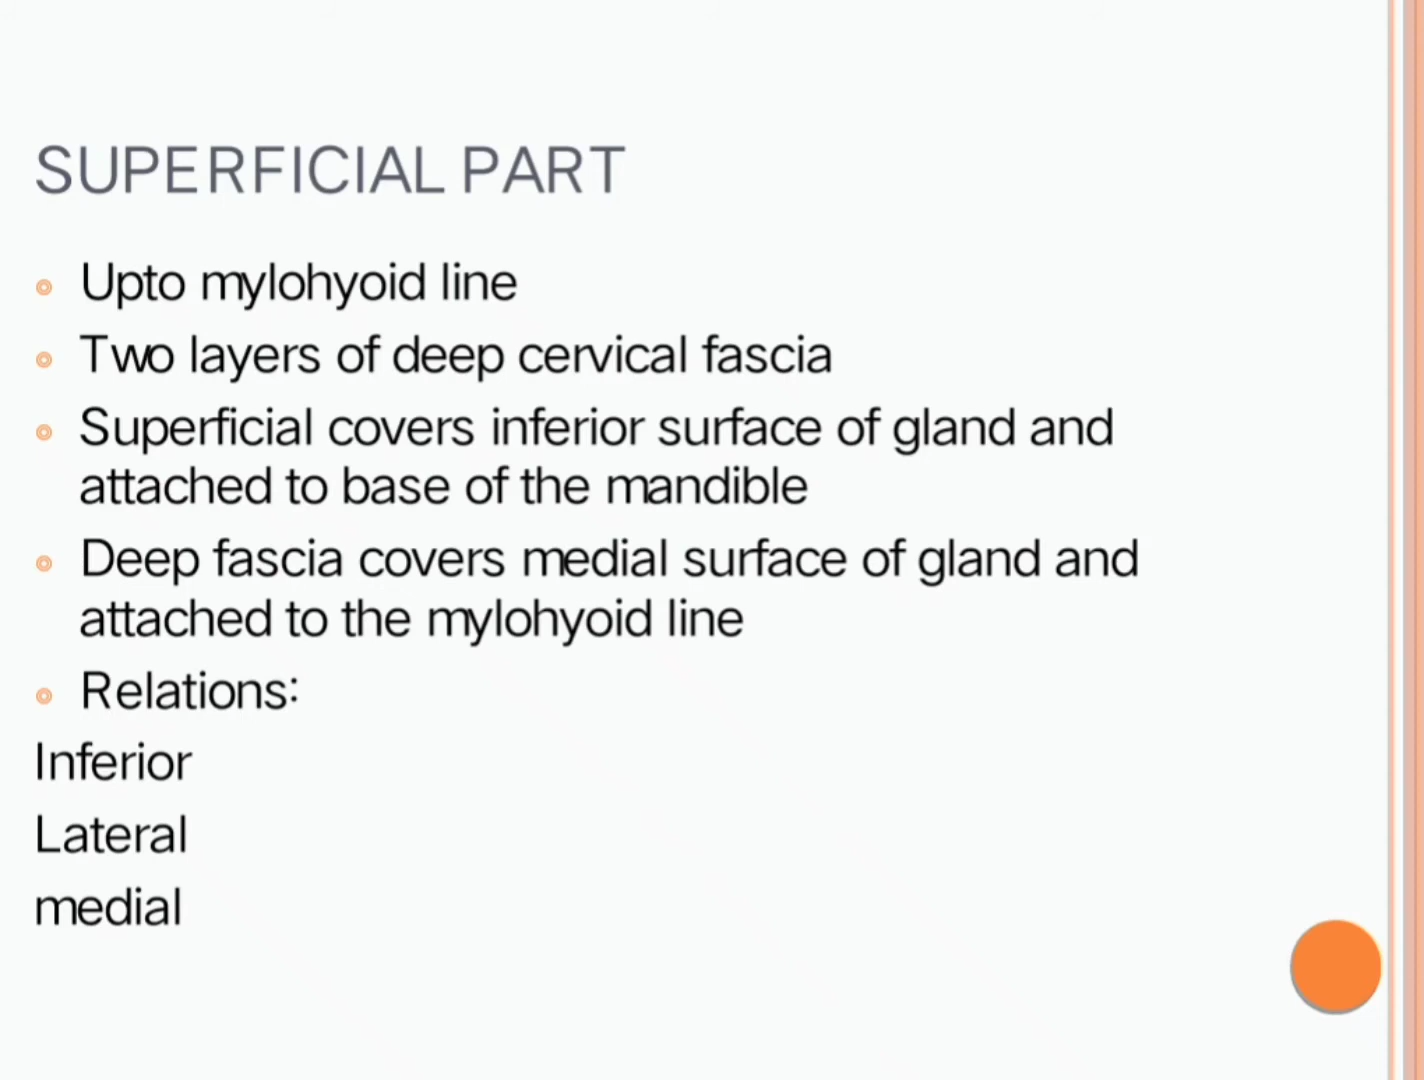 SUPERFICIAL PART
Upto mylohyoid line
Two layers of deep cervical fascia
Superficial covers inferior surface of gland and
attached to base of the mandible
Deep fascia covers medial surface of gland and
attached to the mylohyoid line
Relations:
Inferior
Lateral
medial